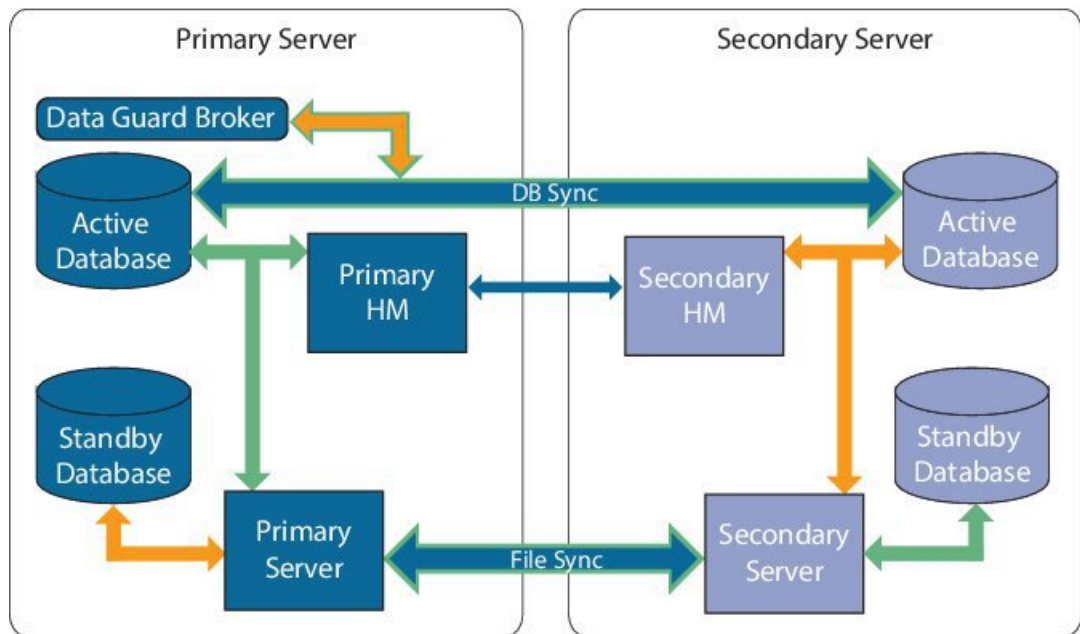 Primary Server
Secondary Server
Data Guard Broker
DB Sync
Active
Database
Active
Database
Primary
HM
Secondary
HM
Standby
Database
Standby
Database
Primary
Server
File Sync
Secondary
Server